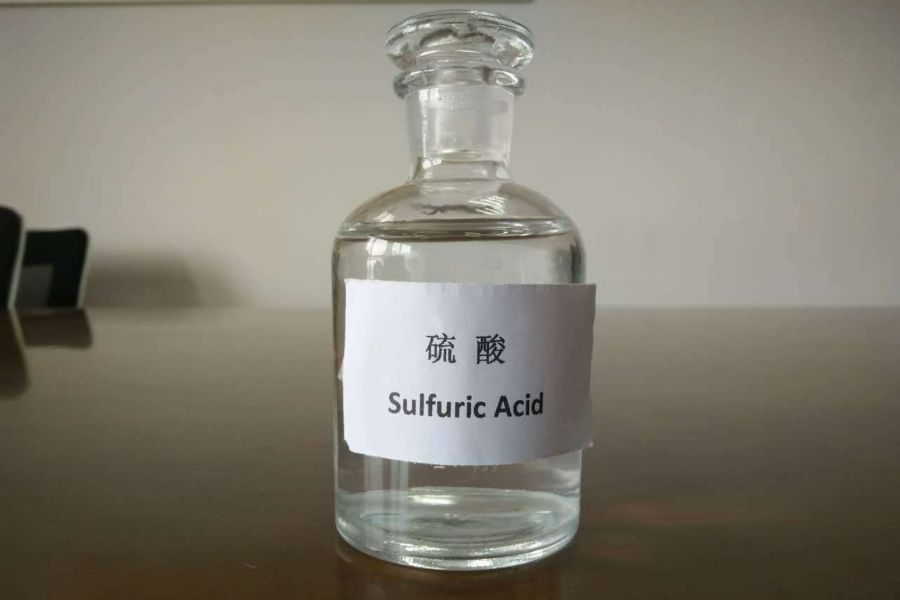 硫 酸
Sulfuric Acid